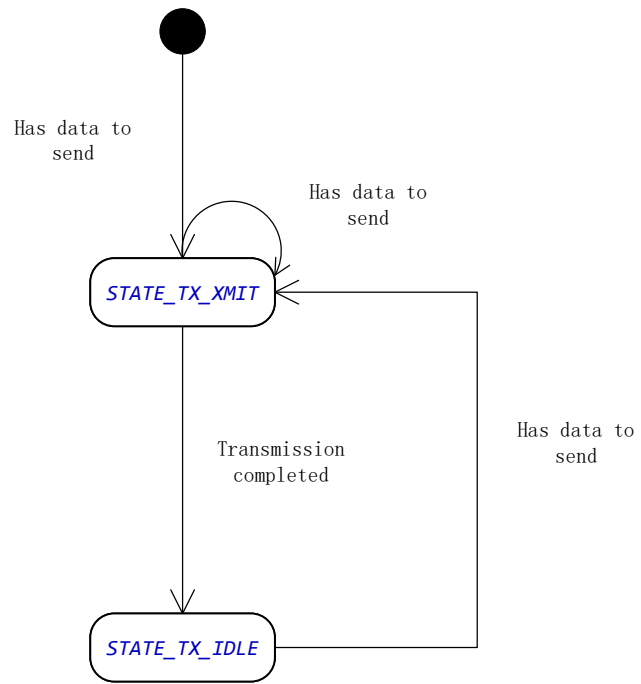 Has data to
send
Has data to
send
STATE_TX_XMIT
Transmission
completed
Has data to
send
STATE_TX_IDLE